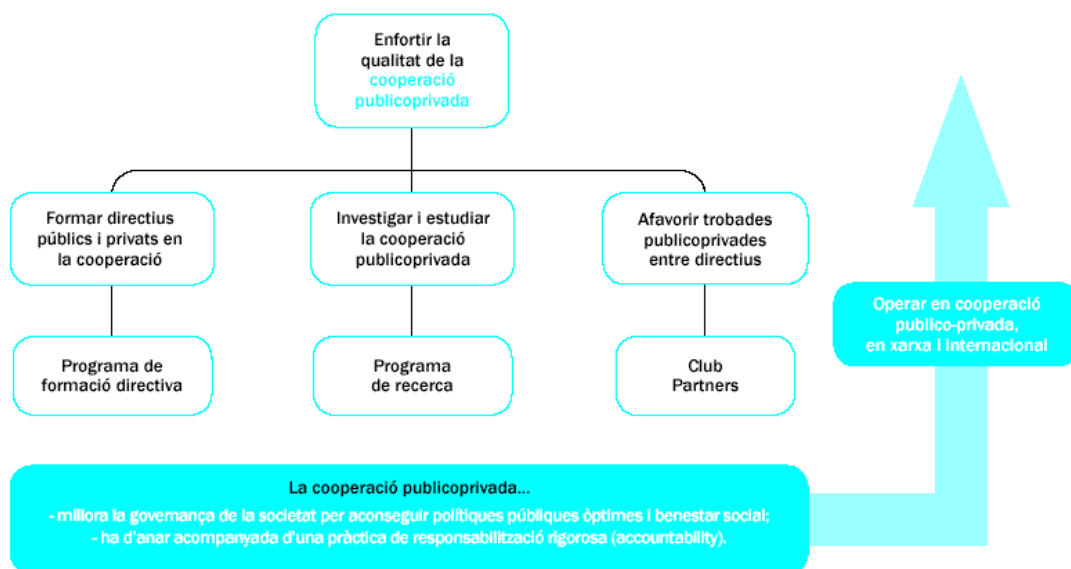 Enfortir la
qualitat de la
cooperació
publicoprivada
Formar directius
públics i privats en
la cooperació
Investigar i estudiar
la cooperació
publicoprivada
Afavorir trobades
publicoprivades
entre directius
Operar en cooperació
publico-privada,
en xarxa i internacional
Programa de
formació directiva
Programa
de recerca
Club
Partners
La cooperació publicoprivada...
- millora la governança de la societat per aconseguir polítiques públiques òptimes i benestar social;
- ha d'anar acompanyada d'una pràctica de responsabilització rigorosa (accountability).